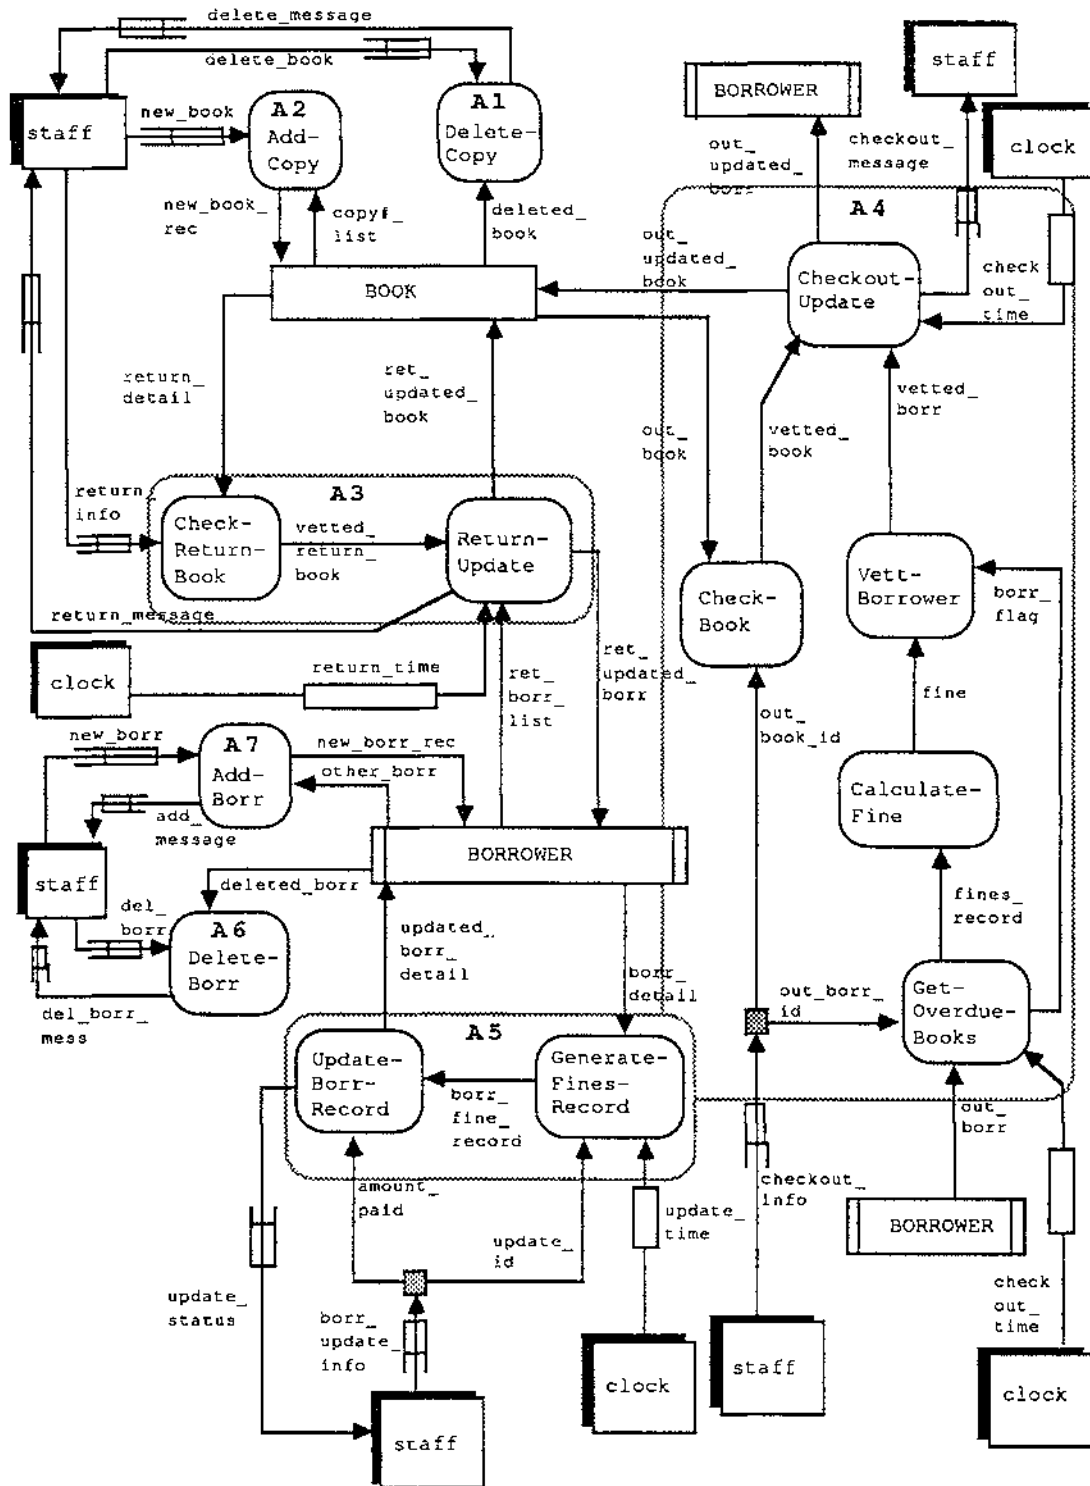 delete_message
delete_book
staff
new_book
A2
Add-
Copy
A1
Delete-
Copy
BORROWER
staff
clock
out_
updated_
borr
checkout_
message
new_book_
rec
copyf_
list
deleted_
book
A4
out_
updated_
book
Checkout-
Update
check
out_
time
BOOK
return_
detail
ret_
updated_
book
out_
book
vetted_
book
vetted_
borr
return_
info
A3
Check-
Return-
Book
vetted_
return_
book
Return-
Update
return_message
Check-
Book
Vett-
Borrower
borr_
flag
clock
return_time
ret_
borr_
list
ret_
updated_
borr
fine
out_
book_id
new_borr
A7
Add-
Borr
new_borr_rec
other_borr
add_
message
Calculate-
Fine
BORROWER
staff
deleted_borr
del_
borr
A6
Delete-
Borr
updated_
borr_
detail
fines_
record
borr_
detail
out_borr_
id
Get-
Overdue-
Books
del_borr_
mess
A5
Update-
Borr-
Record
borr_
fine_
record
Generate-
Fines-
Record
out_
borr
amount_
paid
update_
id
update_
time
checkout_
info
BORROWER
update_
status
borr_
update_
info
check
out_
time
staff
clock
staff
clock